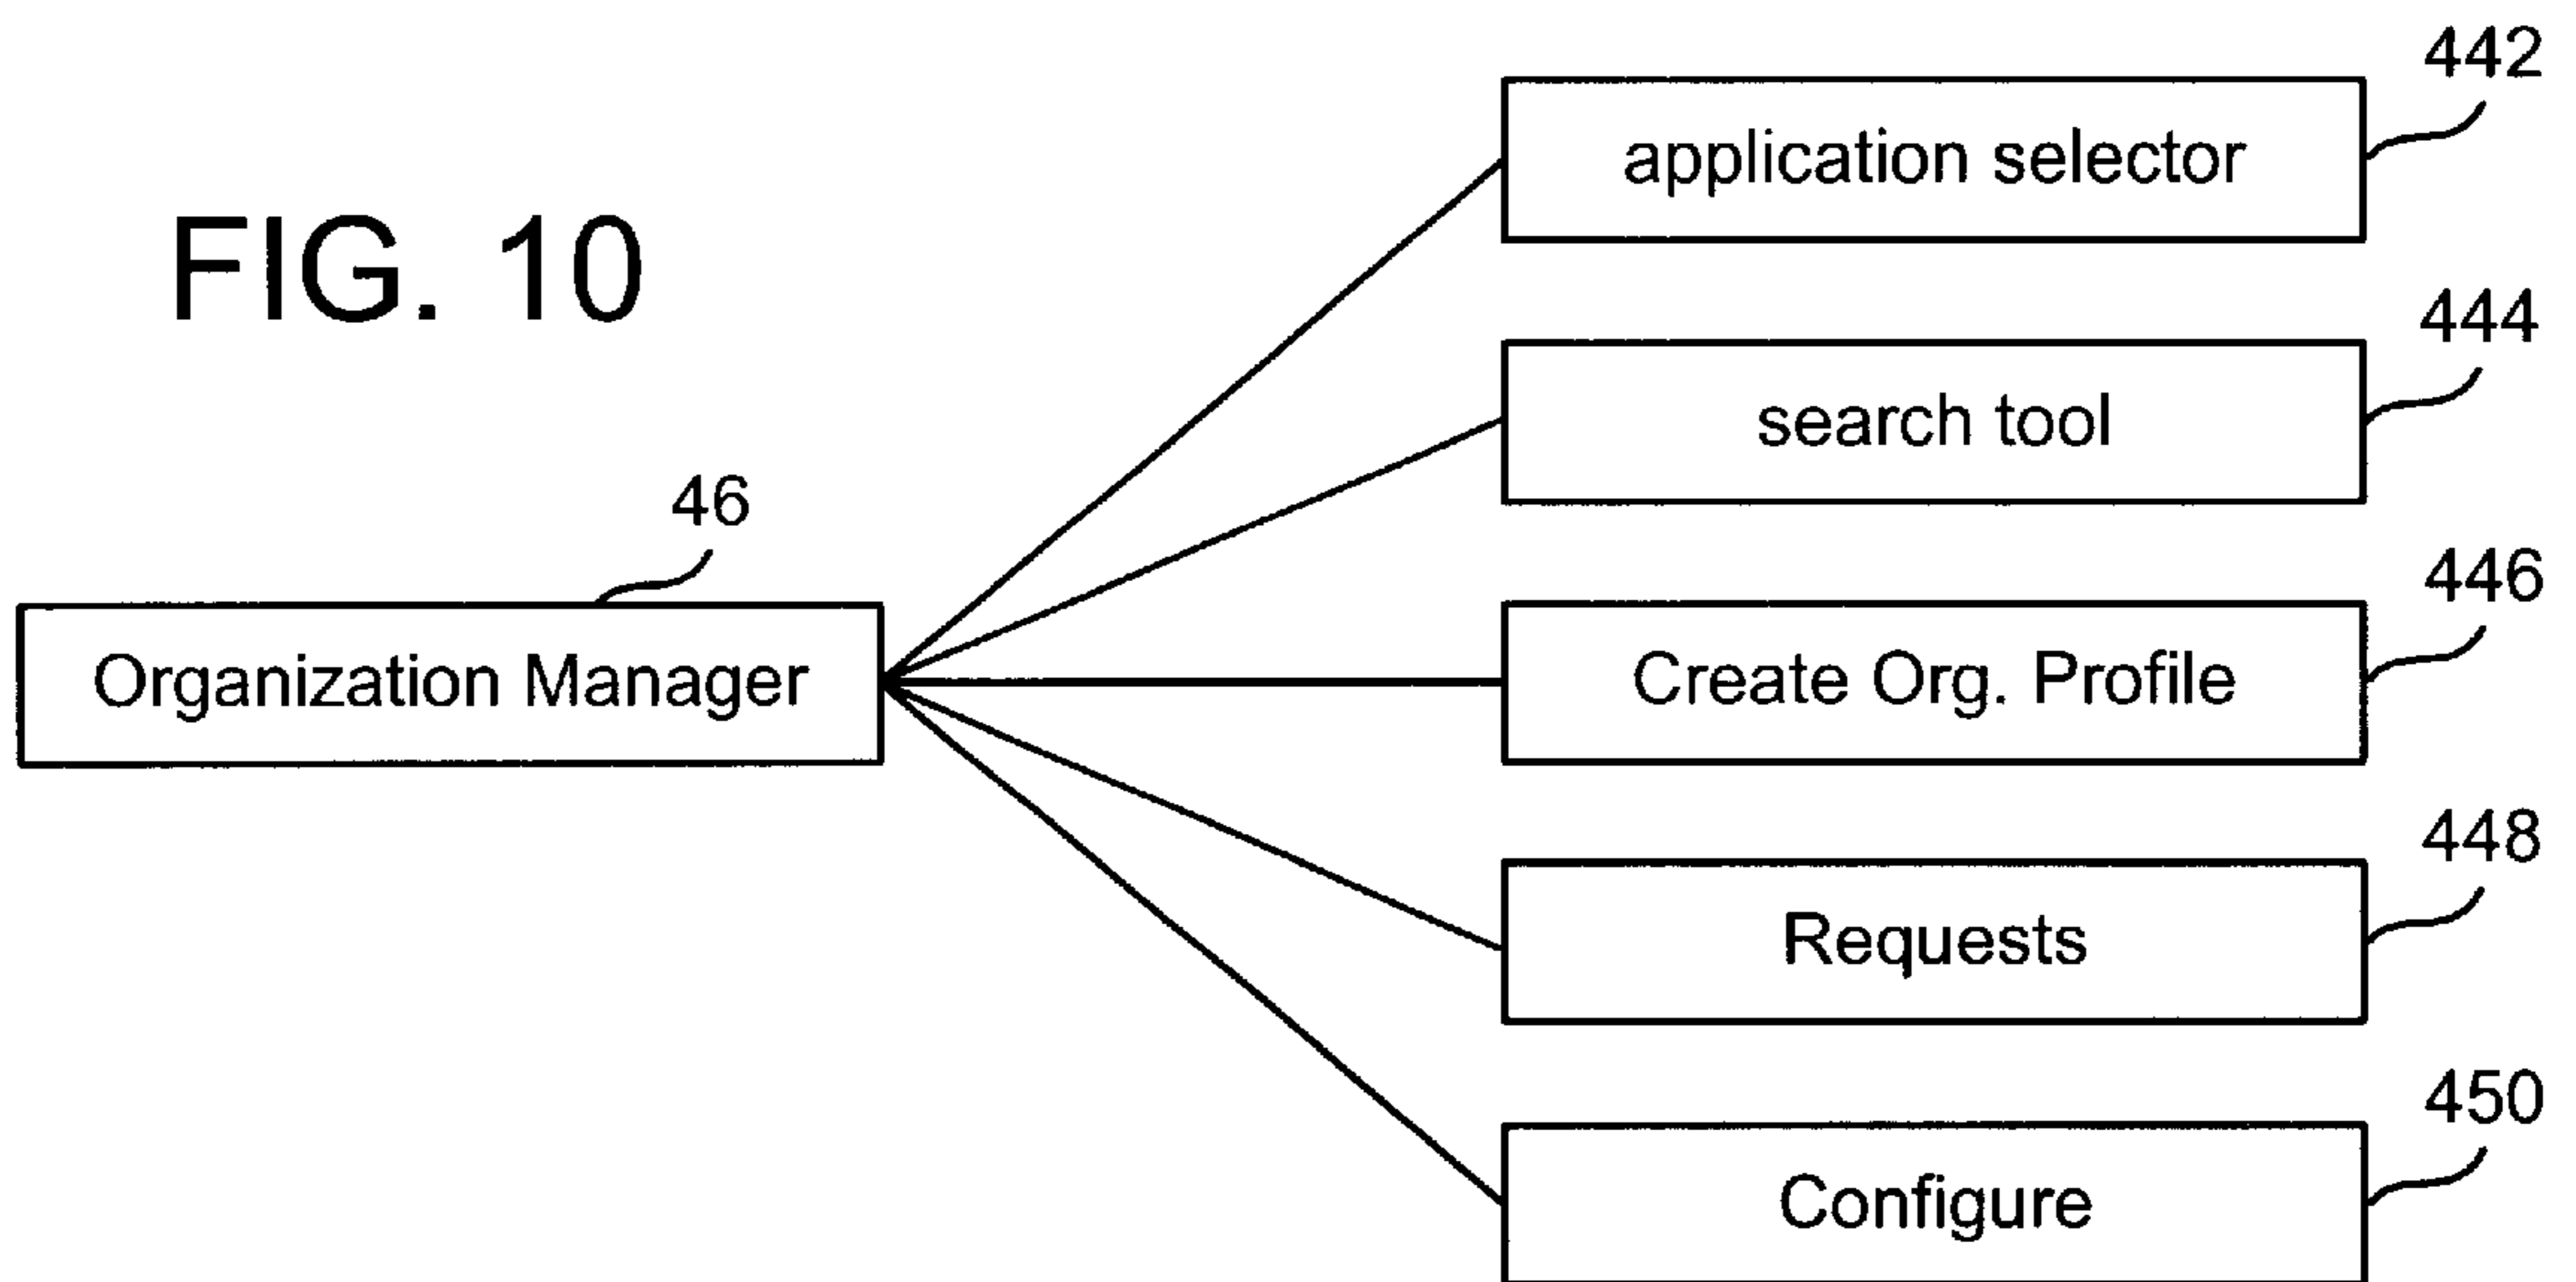 442
application selector
FIG. 10
444
search tool
46
446
Organization Manager
Create Org. Profile
448
Requests
450
Configure